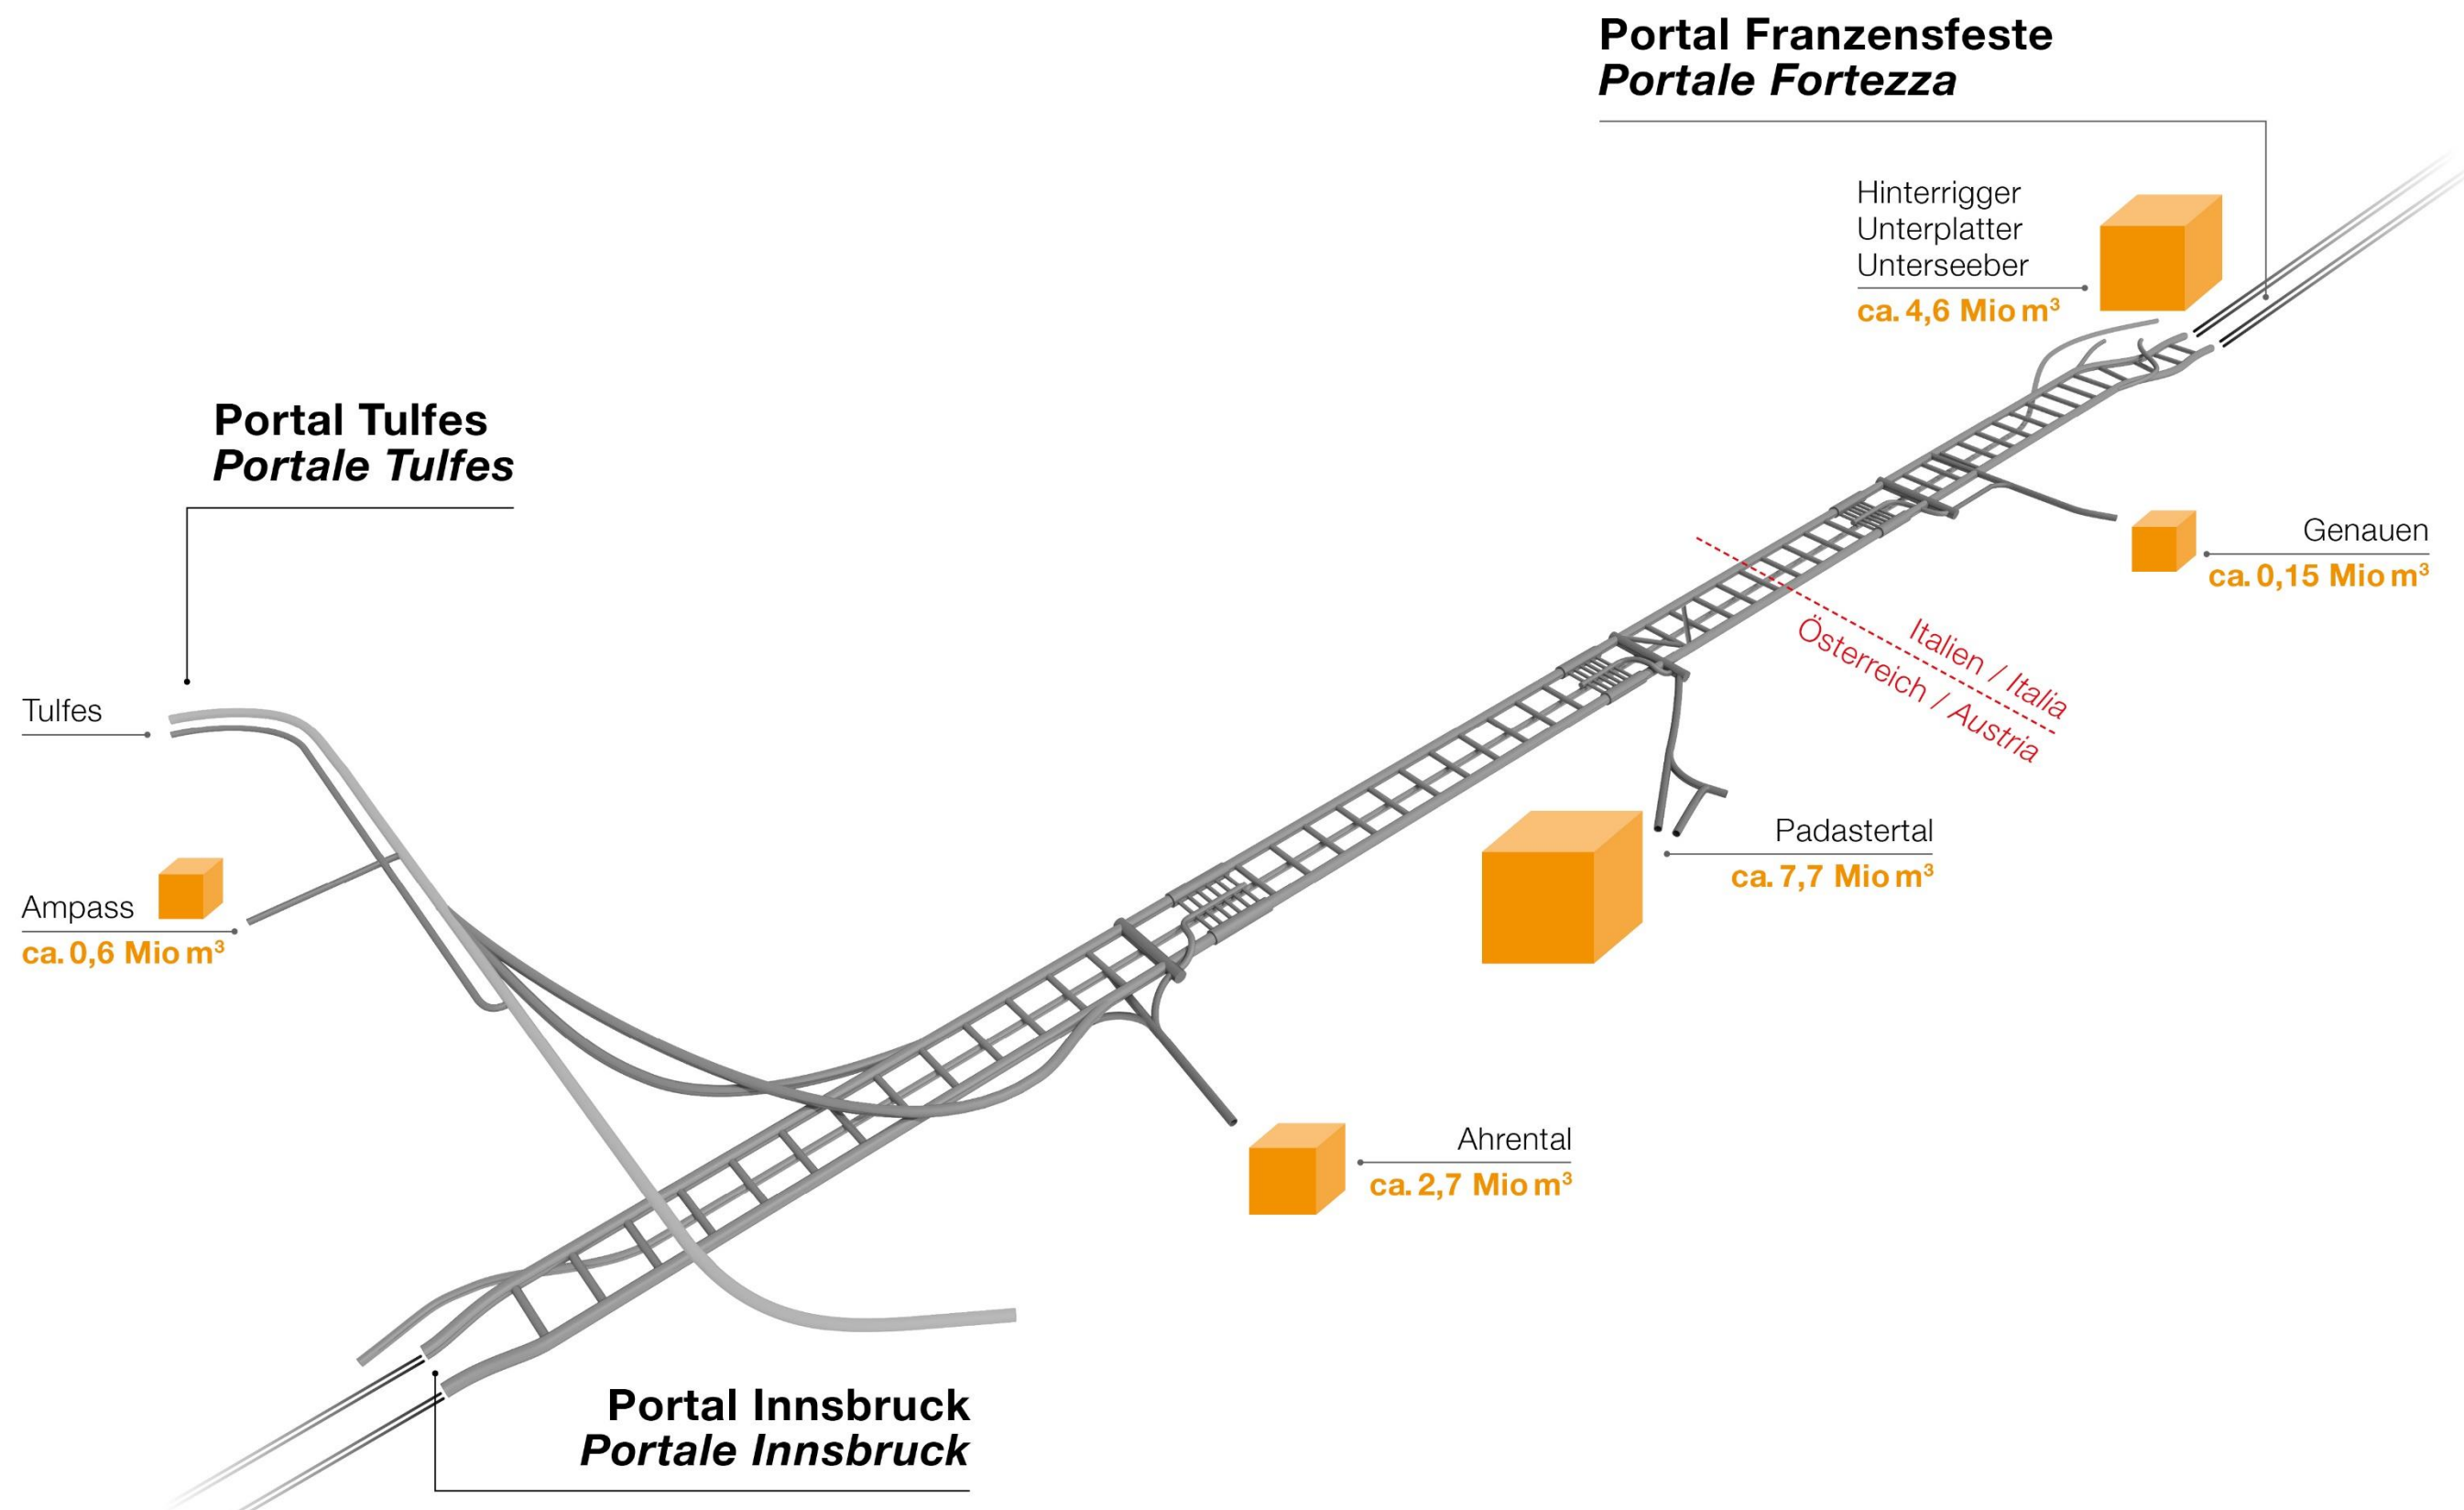 Portal Franzensfeste
Portale Fortezza
Hinterrigger
Unterplatter
Unterseeber
ca. 4,6 Mio m³
Portal Tulfes
Portale Tulfes
Genauen
ca. 0,15 Mio m³
Italien / Italia
Österreich / Austria
Tulfes
Padastertal
ca. 7,7 Mio m³
Ampass
ca. 0,6 Mio m³
Ahrental
ca. 2,7 Mio m³
Portal Innsbruck
Portale Innsbruck